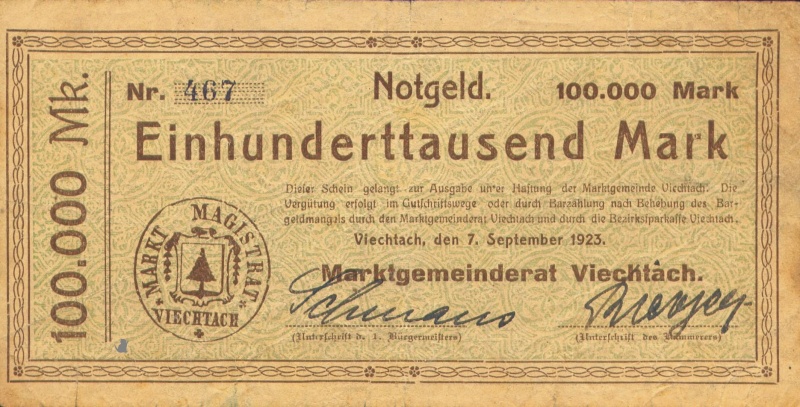 100.000 Mk.
Nr. 467 Notgeld. 100.000 Mark
Einhunderttausend Mark
Dieser Schein gelangt zur Ausgabe unter Haftung der Marktgemeinde Viechtach. Die
Vergütung erfolgt im Gutschriftswege oder durch Barzahlung nach Behebung des Bar-
geldmangels durch den Marktgemeinderat Viechtach und durch die Bezirkssparkasse Viechtach.
Viechtach, den 7. September 1923.
Marktgemeinderat Viechtach.
MARKT MAGISTRAT
VIECHTACH
(Unterschrift d. 1. Bürgermeisters) (Unterschrift des Kämmerers)